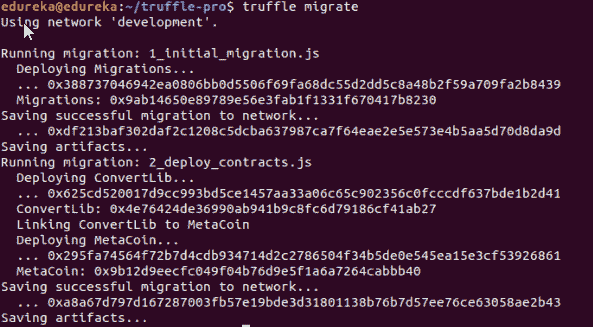 edureka@edureka:~/truffle-pro$ truffle migrate
Using network 'development'.
Running migration: 1_initial_migration.js
Deploying Migrations...
... 0x388737046942ea0806bb0d5506f69fa68dc55d2dd5c8a48b2f59a709fa2b8439
Migrations: 0x9ab14650e89789e56e3fab1f1331f670417b8230
Saving successful migration to network...
... 0xdf213baf302daf2c1208c5dcba637987ca7f64eae2e5e573e4b5aa5d70d8da9d
Saving artifacts...
Running migration: 2_deploy_contracts.js
Deploying ConvertLib...
... 0x625cd520017d9cc993bd5ce1457aa33a06c65c902356c0fcccdf637bde1b2d41
ConvertLib: 0x4e76424de36990ab941b9c8fc6d79186cf41ab27
Linking ConvertLib to MetaCoin
Deploying MetaCoin...
... 0x295fa74564f72b7d4cdb934714d2c2786504f34b5de0e545ea15e3cf53926861
MetaCoin: 0x9b12d9eecfc049f04b76d9e5f1a6a7264cabbb40
Saving successful migration to network...
... 0xa8a67d797d167287003fb57e19bde3d31801138b76b7d57ee76ce63058ae2b43
Saving artifacts...